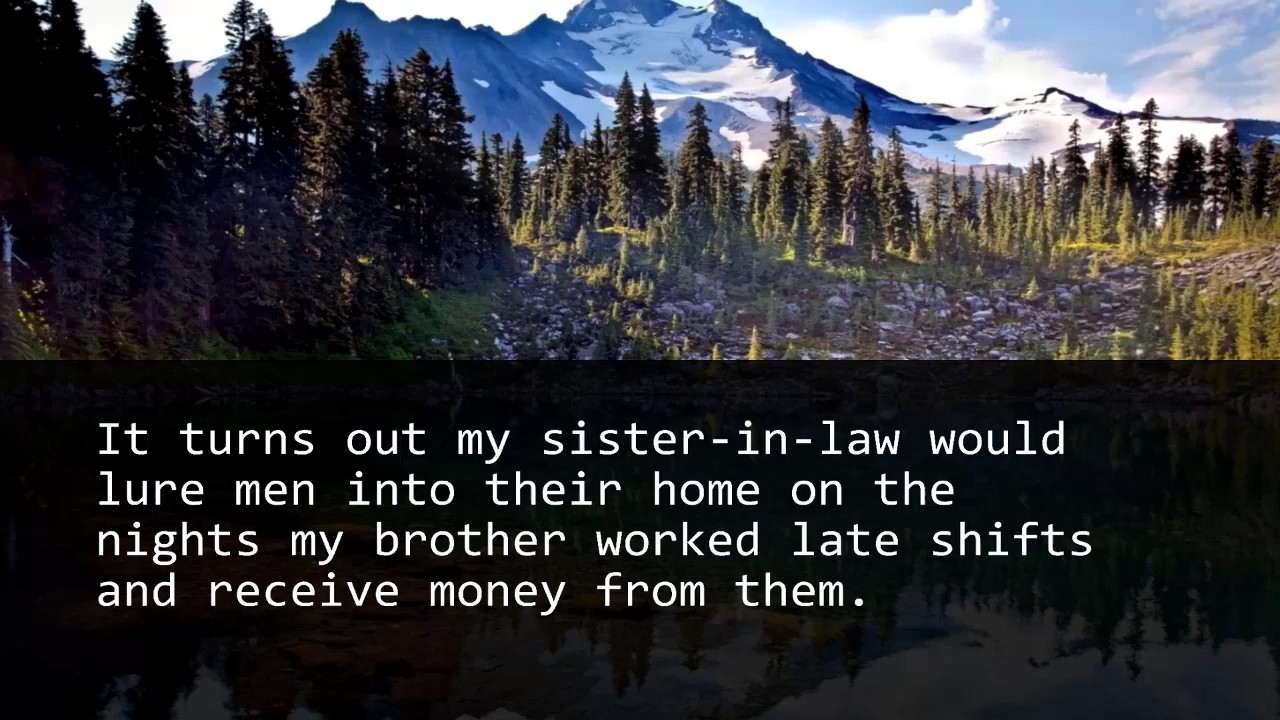 It turns out my sister-in-law would
lure men into their home on the
nights my brother worked late shifts
and receive money from them.